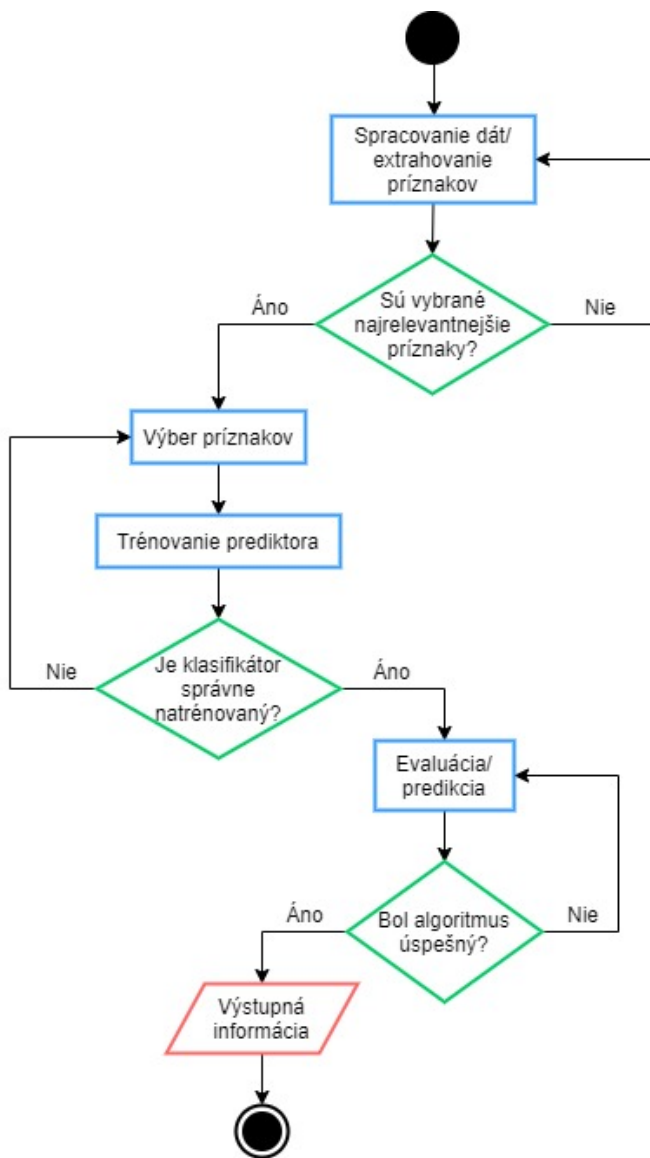 Spracovanie dát/
extrahovanie
príznakov
Sú vybrané
najrelevantnejšie
príznaky?
Áno
Nie
Výber príznakov
Trénovanie prediktora
Je klasifikátor
správne
natrénovaný?
Nie
Áno
Evaluácia/
predikcia
Bol algoritmus
úspešný?
Áno
Nie
Výstupná
informácia